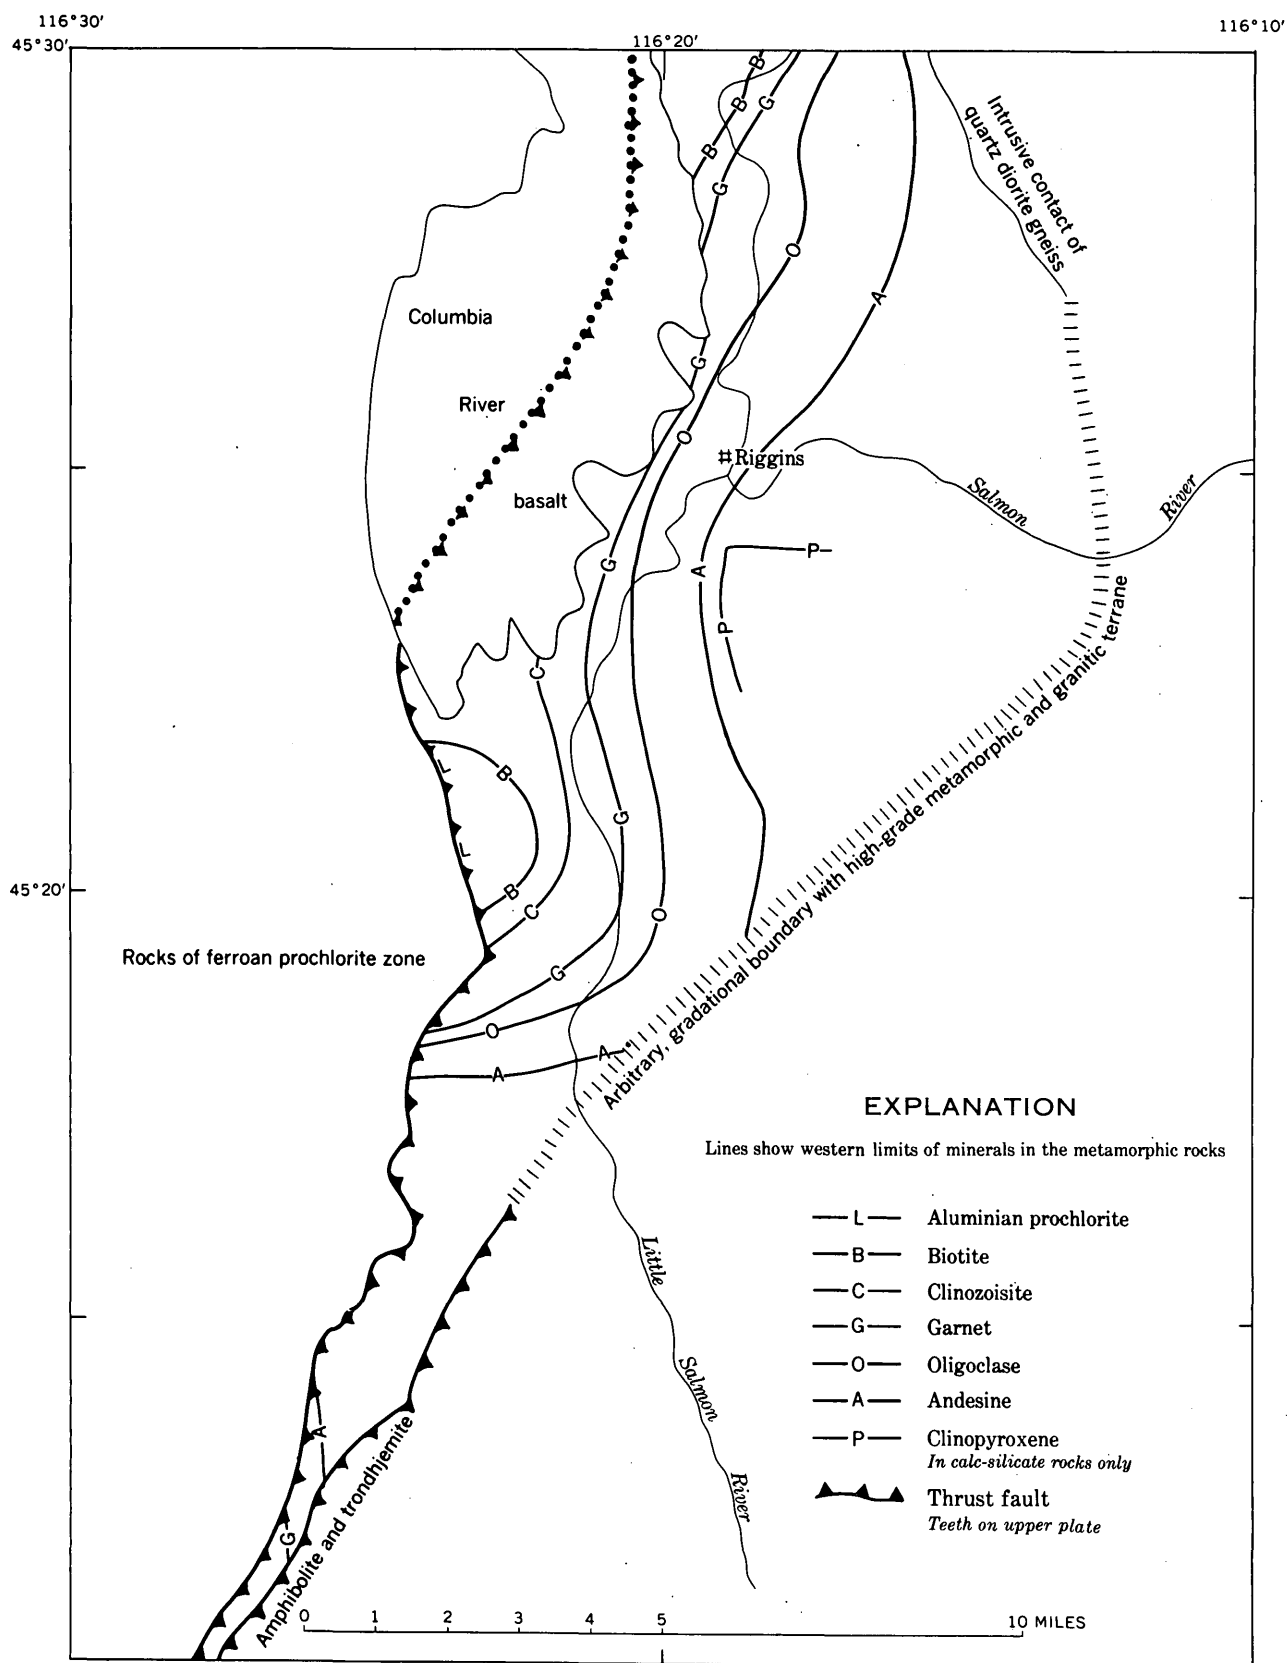 116°30'
116°20'
116°10'
45°30'
B
B
G
B
G
Intrusive contact of
quartz diorite gneiss
O
A
Columbia
G
River
O
Riggins
basalt
Salmon
River
G
A
P
P
C
L
B
G
L
45°20'
B
C
O
Rocks of ferroan prochlorite zone
G
O
A
A
Arbitrary, gradational boundary with high-grade metamorphic and granitic terrane
EXPLANATION
Lines show western limits of minerals in the metamorphic rocks
L Aluminian prochlorite
B Biotite
C Clinozoisite
G Garnet
O Oligoclase
A Andesine
P Clinopyroxene
In calc-silicate rocks only
Thrust fault
Teeth on upper plate
Little
Salmon
River
A
G
Amphibolite and trondhjemite
0 1 2 3 4 5 10 MILES